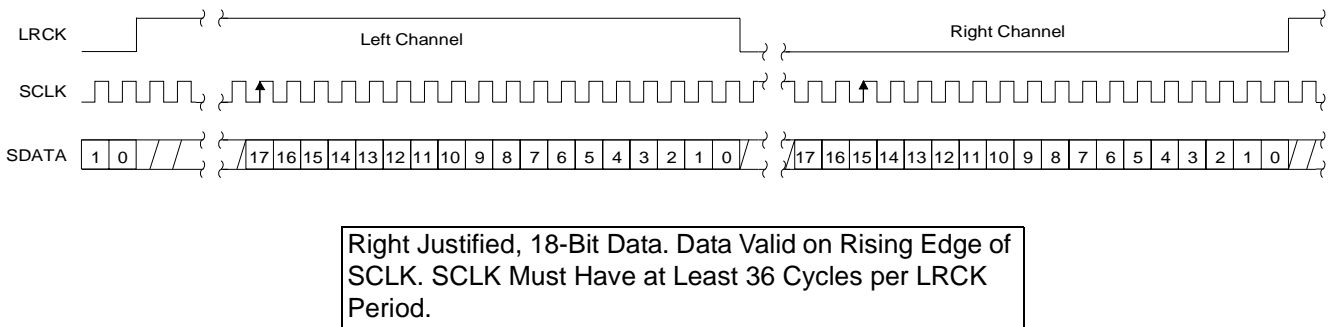 LRCK Left Channel Right Channel
SCLK
SDATA 1 0 17 16 15 14 13 12 11 10 9 8 7 6 5 4 3 2 1 0 17 16 15 14 13 12 11 10 9 8 7 6 5 4 3 2 1 0
Right Justified, 18-Bit Data. Data Valid on Rising Edge of
SCLK. SCLK Must Have at Least 36 Cycles per LRCK
Period.